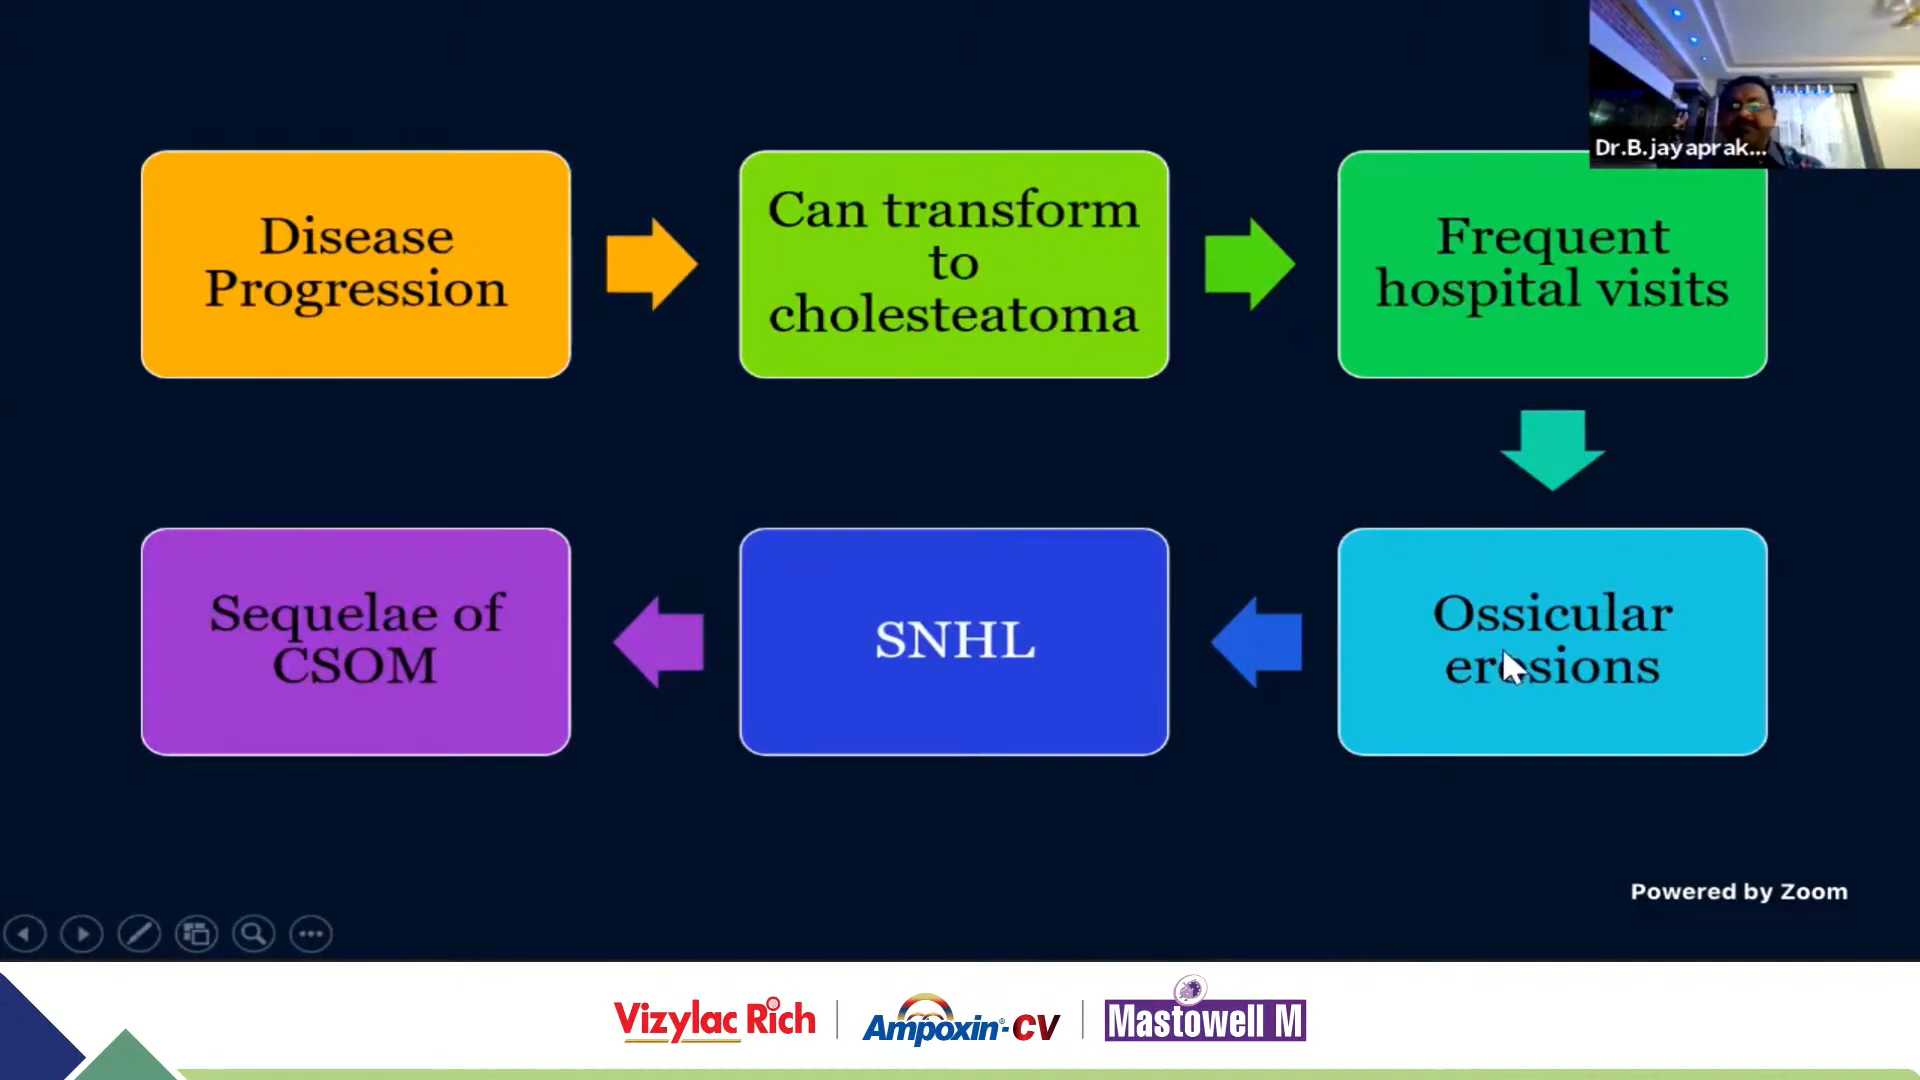 Dr.B.jayaprak...
Disease
Progression
Can transform
to
cholesteatoma
Frequent
hospital visits
Ossicular
erosions
SNHL
Sequelae of
CSOM
Powered by Zoom
Vizylac Rich
Ampoxin®-CV
Mastowell M